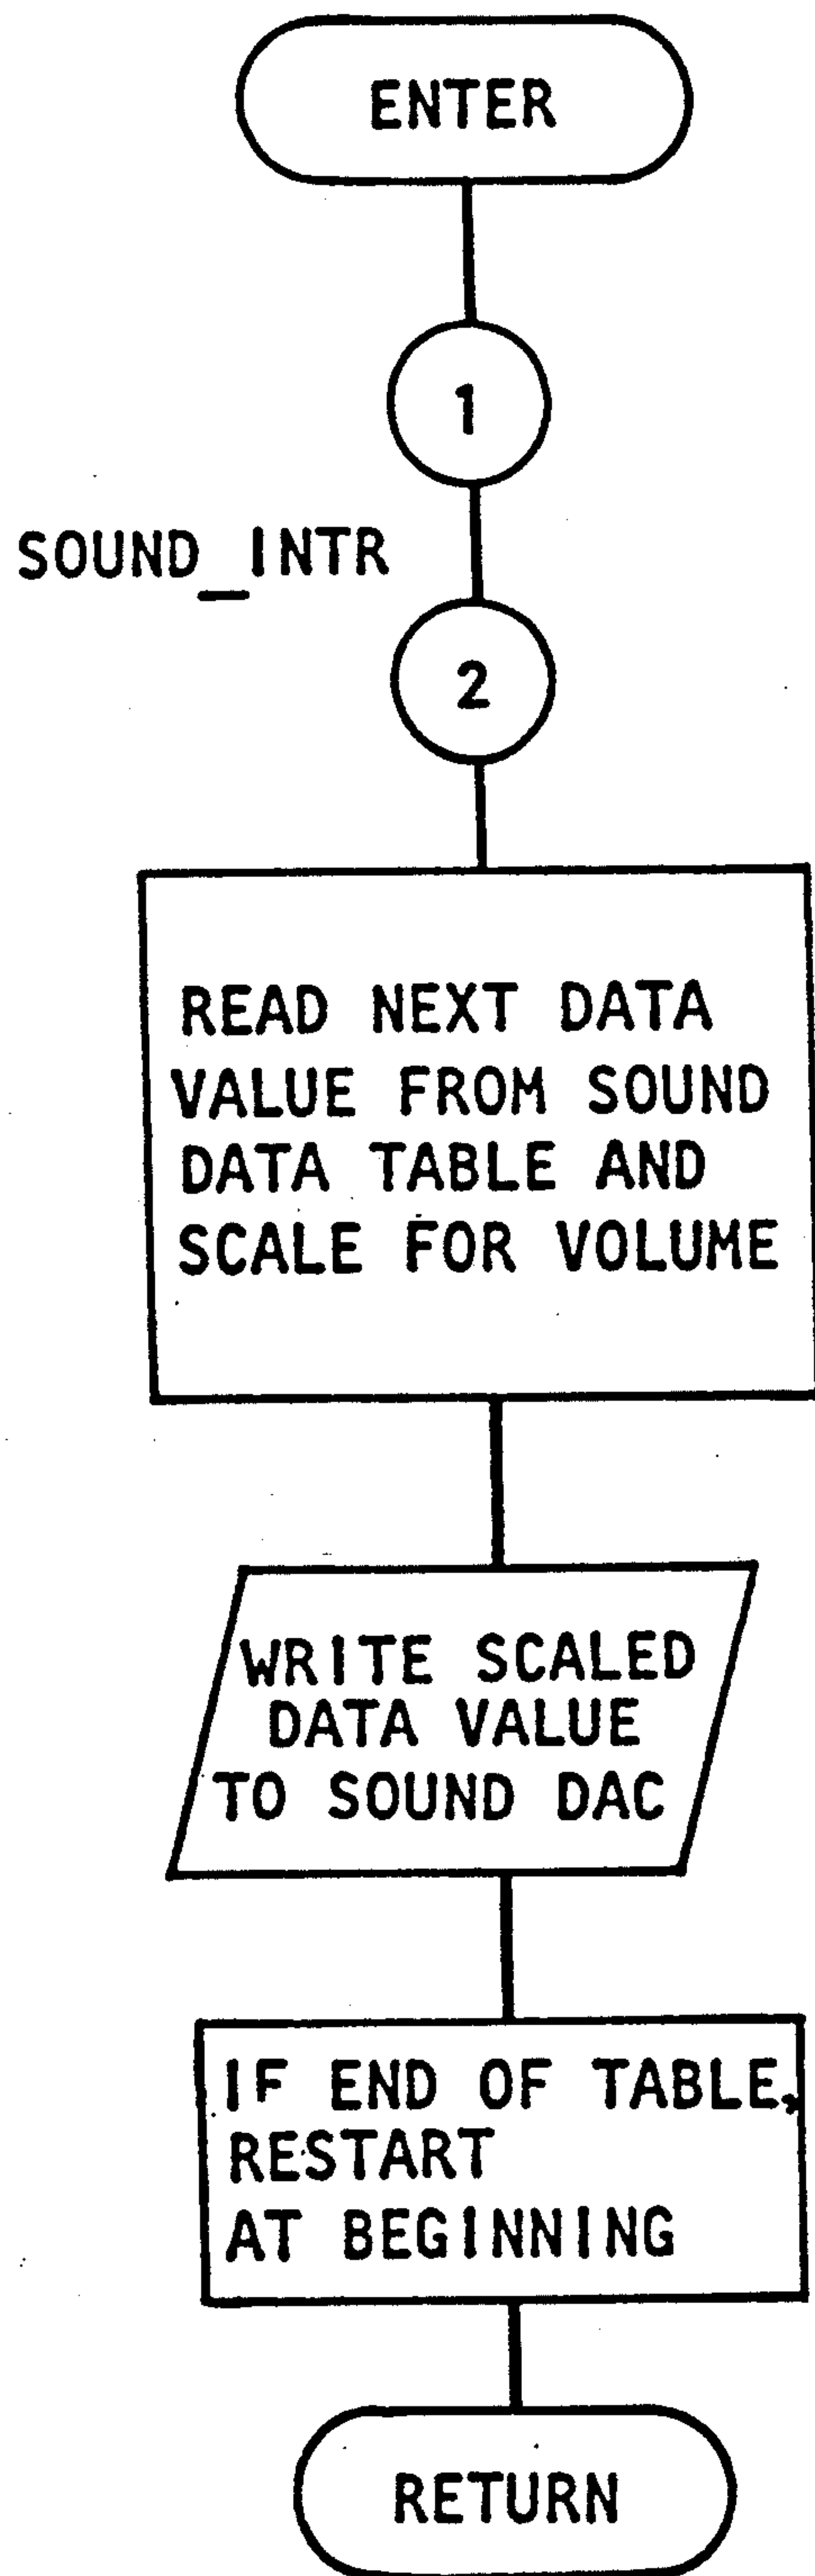 ENTER
1
SOUND_INTR
2
READ NEXT DATA
VALUE FROM SOUND
DATA TABLE AND
SCALE FOR VOLUME
WRITE SCALED
DATA VALUE
TO SOUND DAC
IF END OF TABLE,
RESTART
AT BEGINNING
RETURN